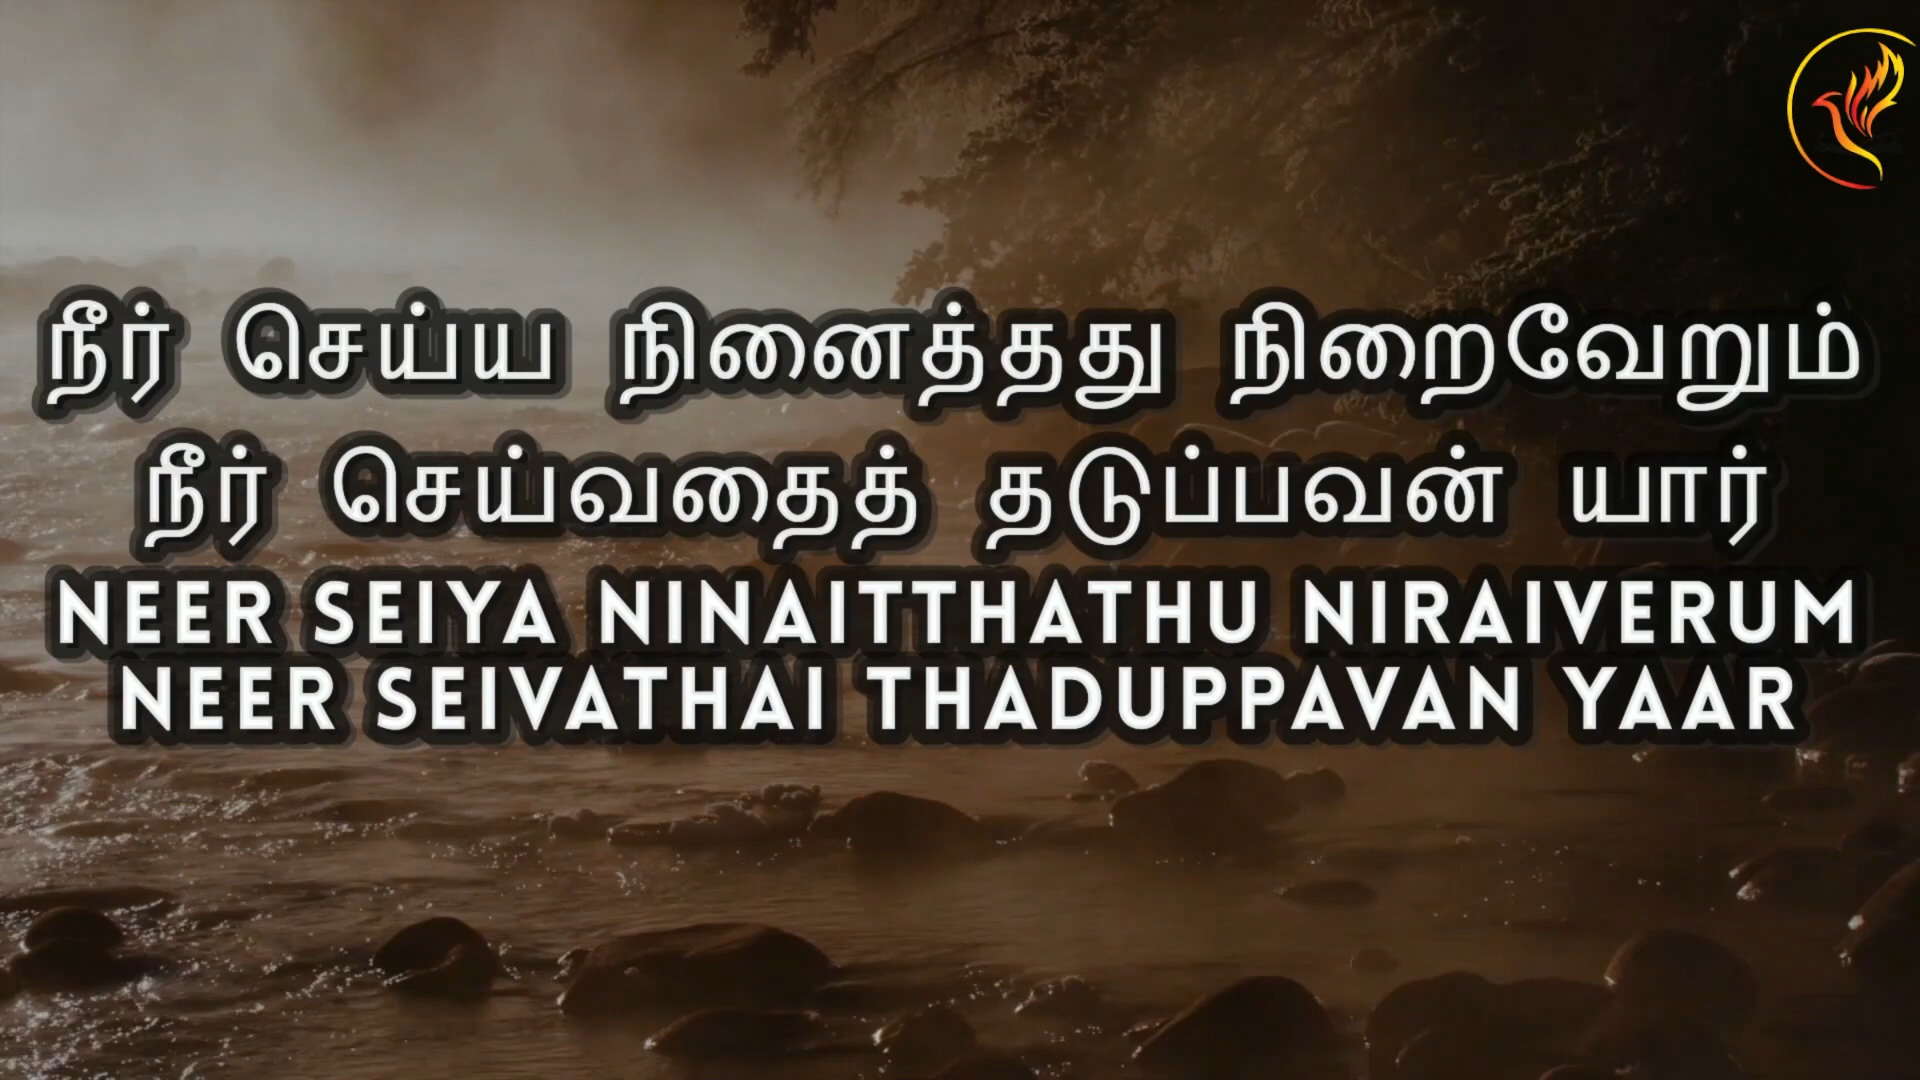 நீர் செய்ய நினைத்தது நிறைவேறும்
நீர் செய்வதைத் தடுப்பவன் யார்
NEER SEIYA NINAITTHATHU NIRAIVERUM
NEER SEIVATHAI THADUPPAVAN YAAR